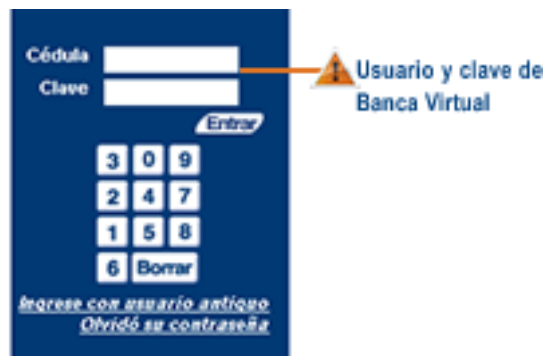 Cédula
Clave
Usuario y clave de
Banca Virtual
Entrar
3 0 9
2 4 7
1 5 8
6 Borrar
Ingrese con usuario antiguo
Olvidó su contraseña